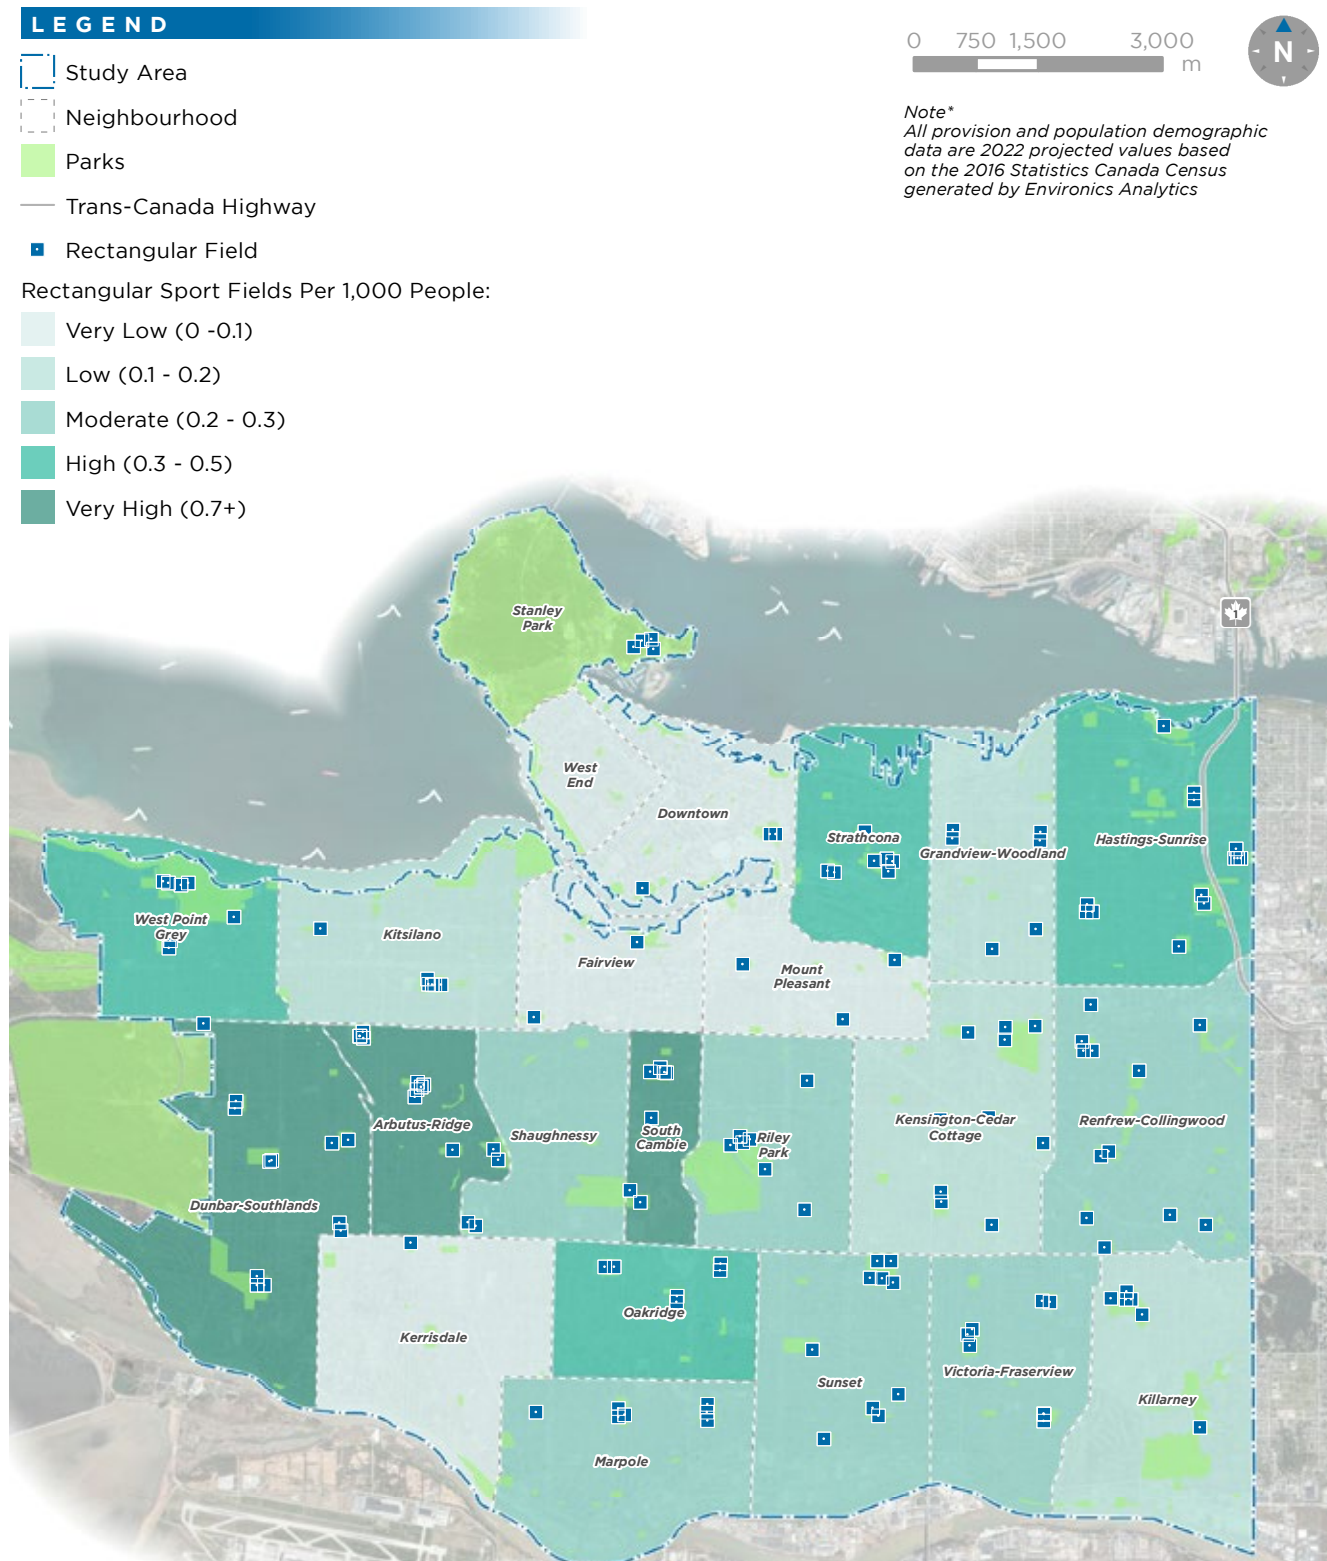 LEGEND
Study Area
Neighbourhood
Parks
Trans-Canada Highway
Rectangular Field
Rectangular Sport Fields Per 1,000 People:
Very Low (0 -0.1)
Low (0.1 - 0.2)
Moderate (0.2 - 0.3)
High (0.3 - 0.5)
Very High (0.7+)
0 750 1,500 3,000
m
N
Note*
All provision and population demographic
data are 2022 projected values based
on the 2016 Statistics Canada Census
generated by Environics Analytics
Stanley
Park
1
West
End
Downtown
Strathcona
Grandview-Woodland
Hastings-Sunrise
West Point
Grey
Kitsilano
Fairview
Mount
Pleasant
Arbutus-Ridge
Shaughnessy
South
Cambie
Riley
Park
Kensington-Cedar
Cottage
Renfrew-Collingwood
Dunbar-Southlands
Oakridge
Kerrisdale
Sunset
Victoria-Fraserview
Killarney
Marpole